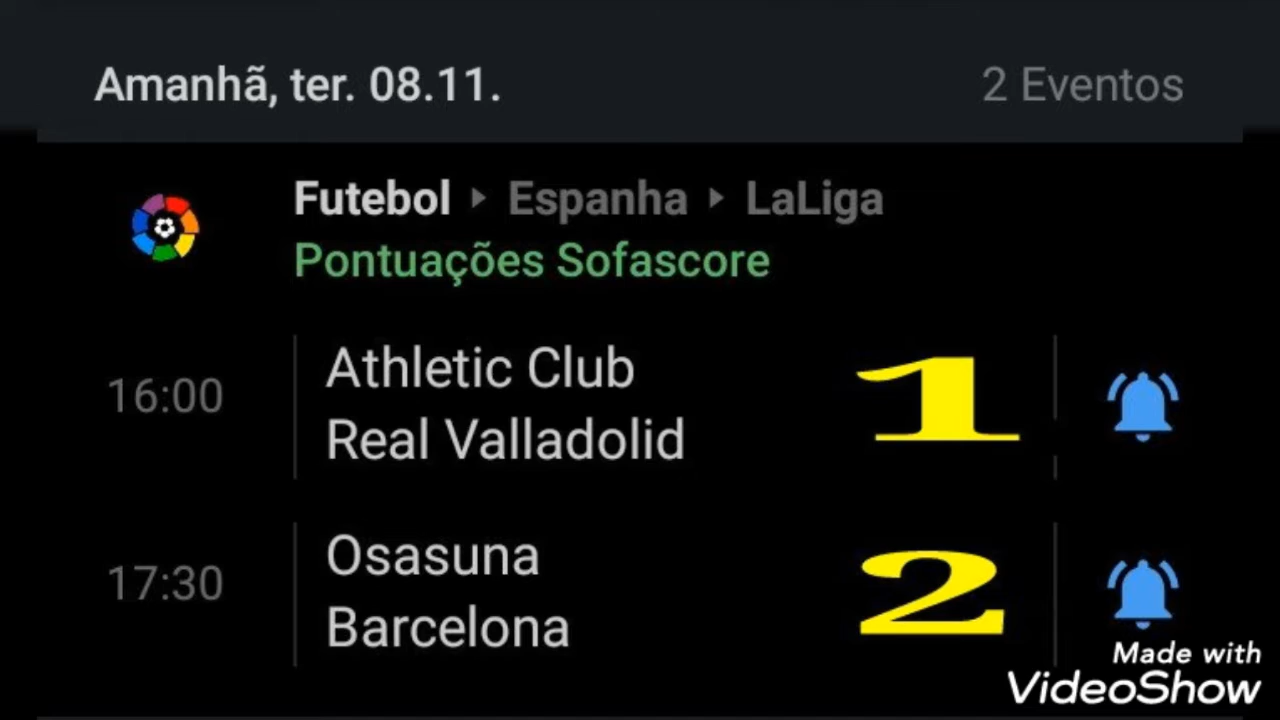 Amanhã, ter. 08.11. 2 Eventos
Futebol ▸ Espanha ▸ LaLiga
Pontuações Sofascore
16:00 Athletic Club 1
Real Valladolid
17:30 Osasuna 2
Barcelona
Made with
VideoShow